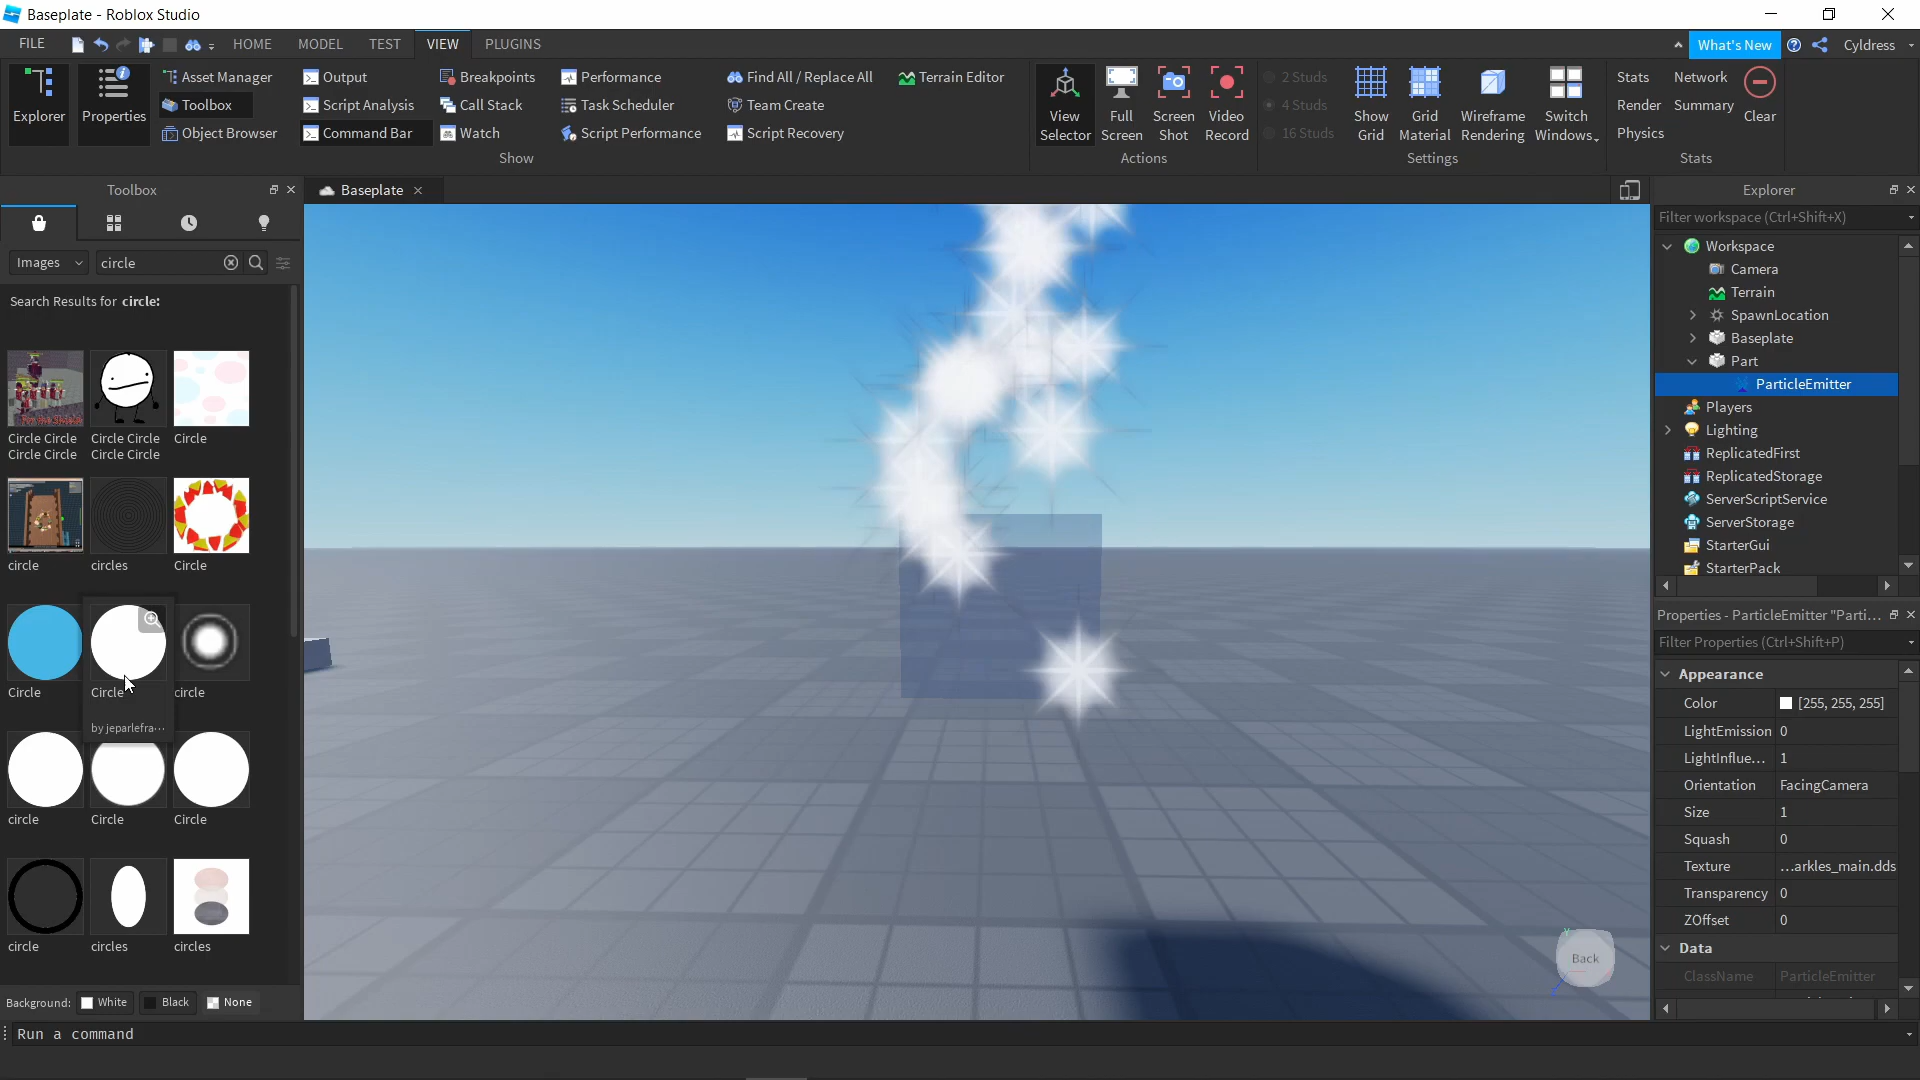 Baseplate - Roblox Studio
FILE HOME MODEL TEST VIEW PLUGINS What's New Cyldress
Explorer Properties Asset Manager Output Breakpoints Performance Find All / Replace All Terrain Editor
Toolbox Script Analysis Call Stack Task Scheduler Team Create
Object Browser Command Bar Watch Script Performance Script Recovery
Show
View Selector Full Screen Screen Shot Video Record
Actions
2 Studs
4 Studs
16 Studs
Show Grid Grid Material Wireframe Rendering Switch Windows
Settings
Stats Network
Render Summary
Physics
Clear
Stats
Toolbox
Images circle
Search Results for circle:
Circle Circle Circle Circle
Circle Circle Circle Circle
Circle
circle circles Circle
Circle Circle circle
by jeparlefra...
circle Circle Circle
circle circles circles
Background: White Black None
Run a command
Baseplate
Back
Y
Explorer
Filter workspace (Ctrl+Shift+X)
Workspace
Camera
Terrain
SpawnLocation
Baseplate
Part
ParticleEmitter
Players
Lighting
ReplicatedFirst
ReplicatedStorage
ServerScriptService
ServerStorage
StarterGui
StarterPack
Properties - ParticleEmitter "Parti...
Filter Properties (Ctrl+Shift+P)
Appearance
Color [255, 255, 255]
LightEmission 0
LightInflue... 1
Orientation FacingCamera
Size 1
Squash 0
Texture ...arkles_main.dds
Transparency 0
ZOffset 0
Data
ClassName ParticleEmitter